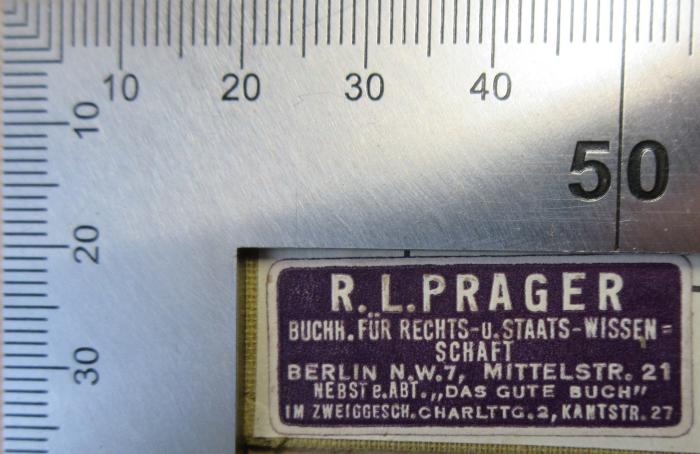 10 20 30 40
10
50
20
30
R.L.PRAGER
BUCHH. FÜR RECHTS-U.STAATS-WISSEN=
SCHAFT
BERLIN N.W.7, MITTELSTR. 21
NEBST e.ABT. „DAS GUTE BUCH"
IM ZWEIGGESCH. CHARLTTG.2, KANTSTR. 27